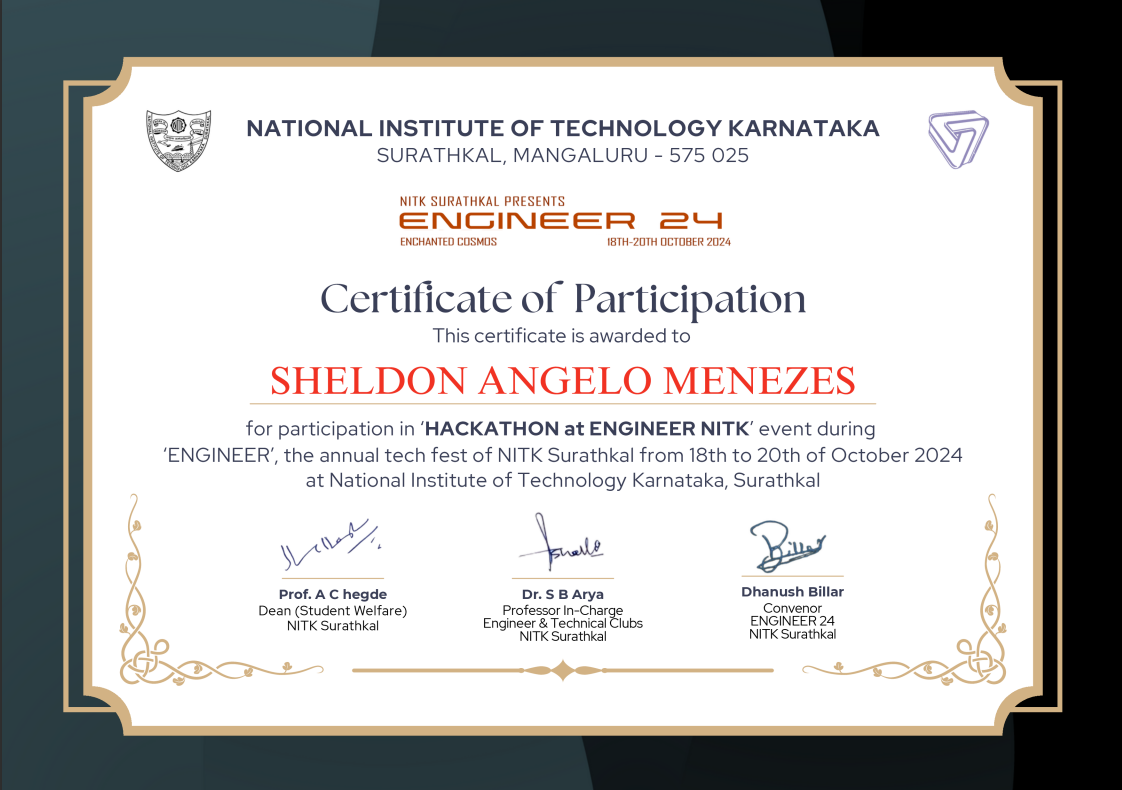 NATIONAL INSTITUTE OF TECHNOLOGY KARNATAKA
SURATHKAL, MANGALURU - 575 025
NITK SURATHKAL PRESENTS
ENGINEER 24
ENCHANTED COSMOS 18TH-20TH OCTOBER 2024
Certificate of Participation
This certificate is awarded to
SHELDON ANGELO MENEZES
for participation in ‘HACKATHON at ENGINEER NITK’ event during
‘ENGINEER’, the annual tech fest of NITK Surathkal from 18th to 20th of October 2024
at National Institute of Technology Karnataka, Surathkal
Prof. A C hegde
Dean (Student Welfare)
NITK Surathkal
Dr. S B Arya
Professor In-Charge
Engineer & Technical Clubs
NITK Surathkal
Billar
Dhanush Billar
Convenor
ENGINEER 24
NITK Surathkal